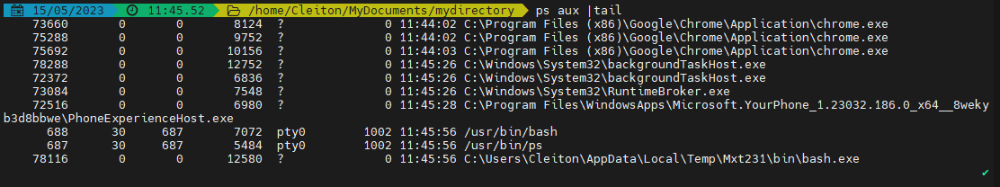 15/05/2023 11:45.52 /home/Cleiton/MyDocuments/mydirectory ps aux |tail
73660 0 0 8124 ? 0 11:44:02 C:\Program Files (x86)\Google\Chrome\Application\chrome.exe
75288 0 0 9752 ? 0 11:44:02 C:\Program Files (x86)\Google\Chrome\Application\chrome.exe
75692 0 0 10156 ? 0 11:44:03 C:\Program Files (x86)\Google\Chrome\Application\chrome.exe
78288 0 0 12752 ? 0 11:45:26 C:\Windows\System32\backgroundTaskHost.exe
72372 0 0 6836 ? 0 11:45:26 C:\Windows\System32\backgroundTaskHost.exe
73084 0 0 7548 ? 0 11:45:26 C:\Windows\System32\RuntimeBroker.exe
72516 0 0 6980 ? 0 11:45:28 C:\Program Files\WindowsApps\Microsoft.YourPhone_1.23032.186.0_x64__8weky
b3d8bbwe\PhoneExperienceHost.exe
688 30 687 7072 pty0 1002 11:45:56 /usr/bin/bash
687 30 687 5484 pty0 1002 11:45:56 /usr/bin/ps
78116 0 0 12580 ? 0 11:45:56 C:\Users\Cleiton\AppData\Local\Temp\Mxt231\bin\bash.exe